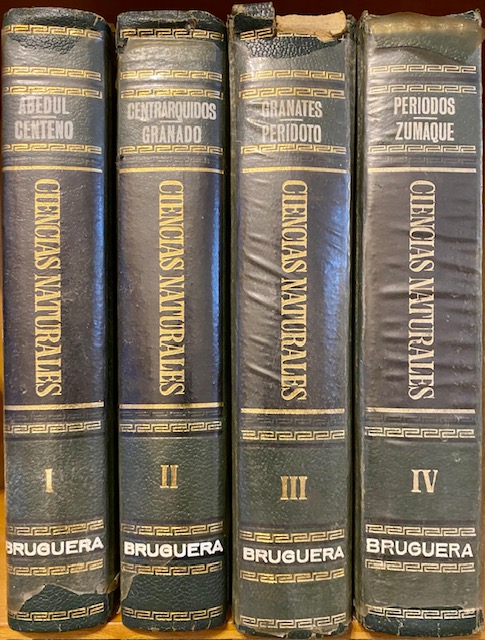 ABEDUL
CENTENO
CIENCIAS NATURALES
I
BRUGUERA
CENTRARQUIDOS
GRANADO
CIENCIAS NATURALES
II
BRUGUERA
GRANATES
PERIDOTO
CIENCIAS NATURALES
III
BRUGUERA
PERIODOS
ZUMAQUE
CIENCIAS NATURALES
IV
BRUGUERA